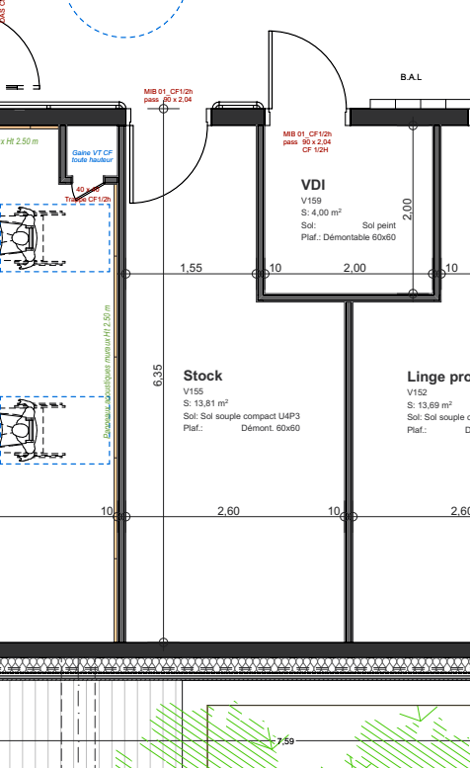 DAS C
B.A.L
MIB 01_CF1/2h
pass 90 x 2,04
MIB 01_CF1/2h
pass 90 x 2,04
CF 1/2H
x Ht 2.50 m
Gaine VT CF
toute hauteur
40 x 40
Trappe CF1/2h
VDI
V159
S: 4,00 m²
Sol: Sol peint
Plaf.: Démontable 60x60
2,00
1,55
10
2,00
10
Panneaux acoustiques muraux Ht 2.50 m
6,35
Stock
V155
S: 13,81 m²
Sol: Sol souple compact U4P3
Plaf.: Démont. 60x60
Linge pro
V152
S: 13,69 m²
Sol: Sol souple c
Plaf.: D
10
2,60
10
2,60
7,59